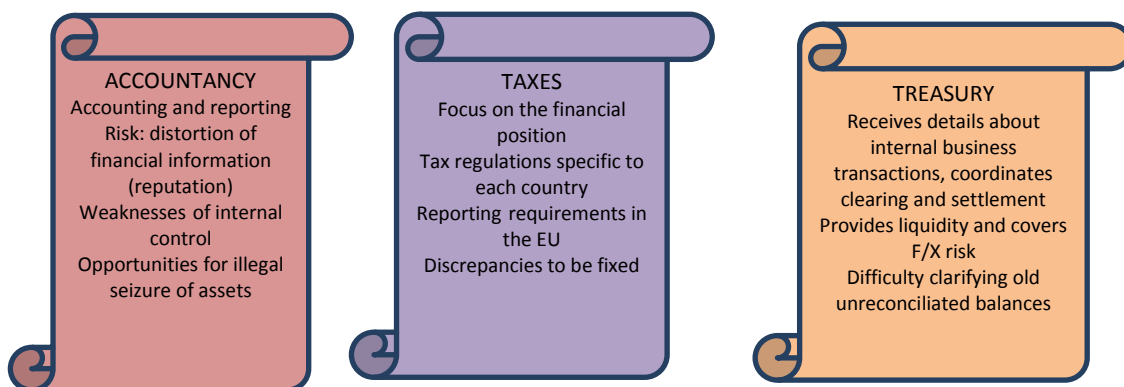 ACCOUNTANCY
Accounting and reporting
Risk: distortion of
financial information
(reputation)
Weaknesses of internal
control
Opportunities for illegal
seizure of assets
TAXES
Focus on the financial
position
Tax regulations specific to
each country
Reporting requirements in
the EU
Discrepancies to be fixed
TREASURY
Receives details about
internal business
transactions, coordinates
clearing and settlement
Provides liquidity and covers
F/X risk
Difficulty clarifying old
unreconciliated balances